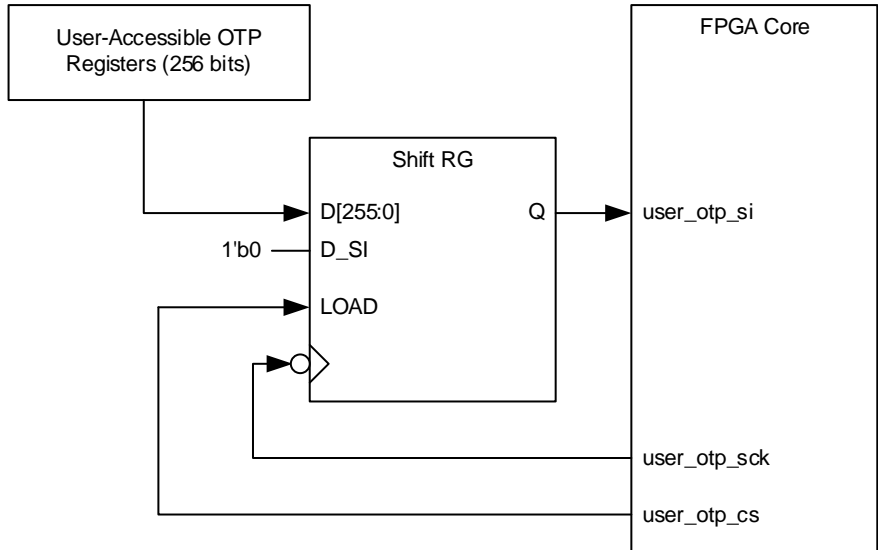 User-Accessible OTP
Registers (256 bits)
FPGA Core
Shift RG
D[255:0]
Q
user_otp_si
1'b0
D_SI
LOAD
user_otp_sck
user_otp_cs